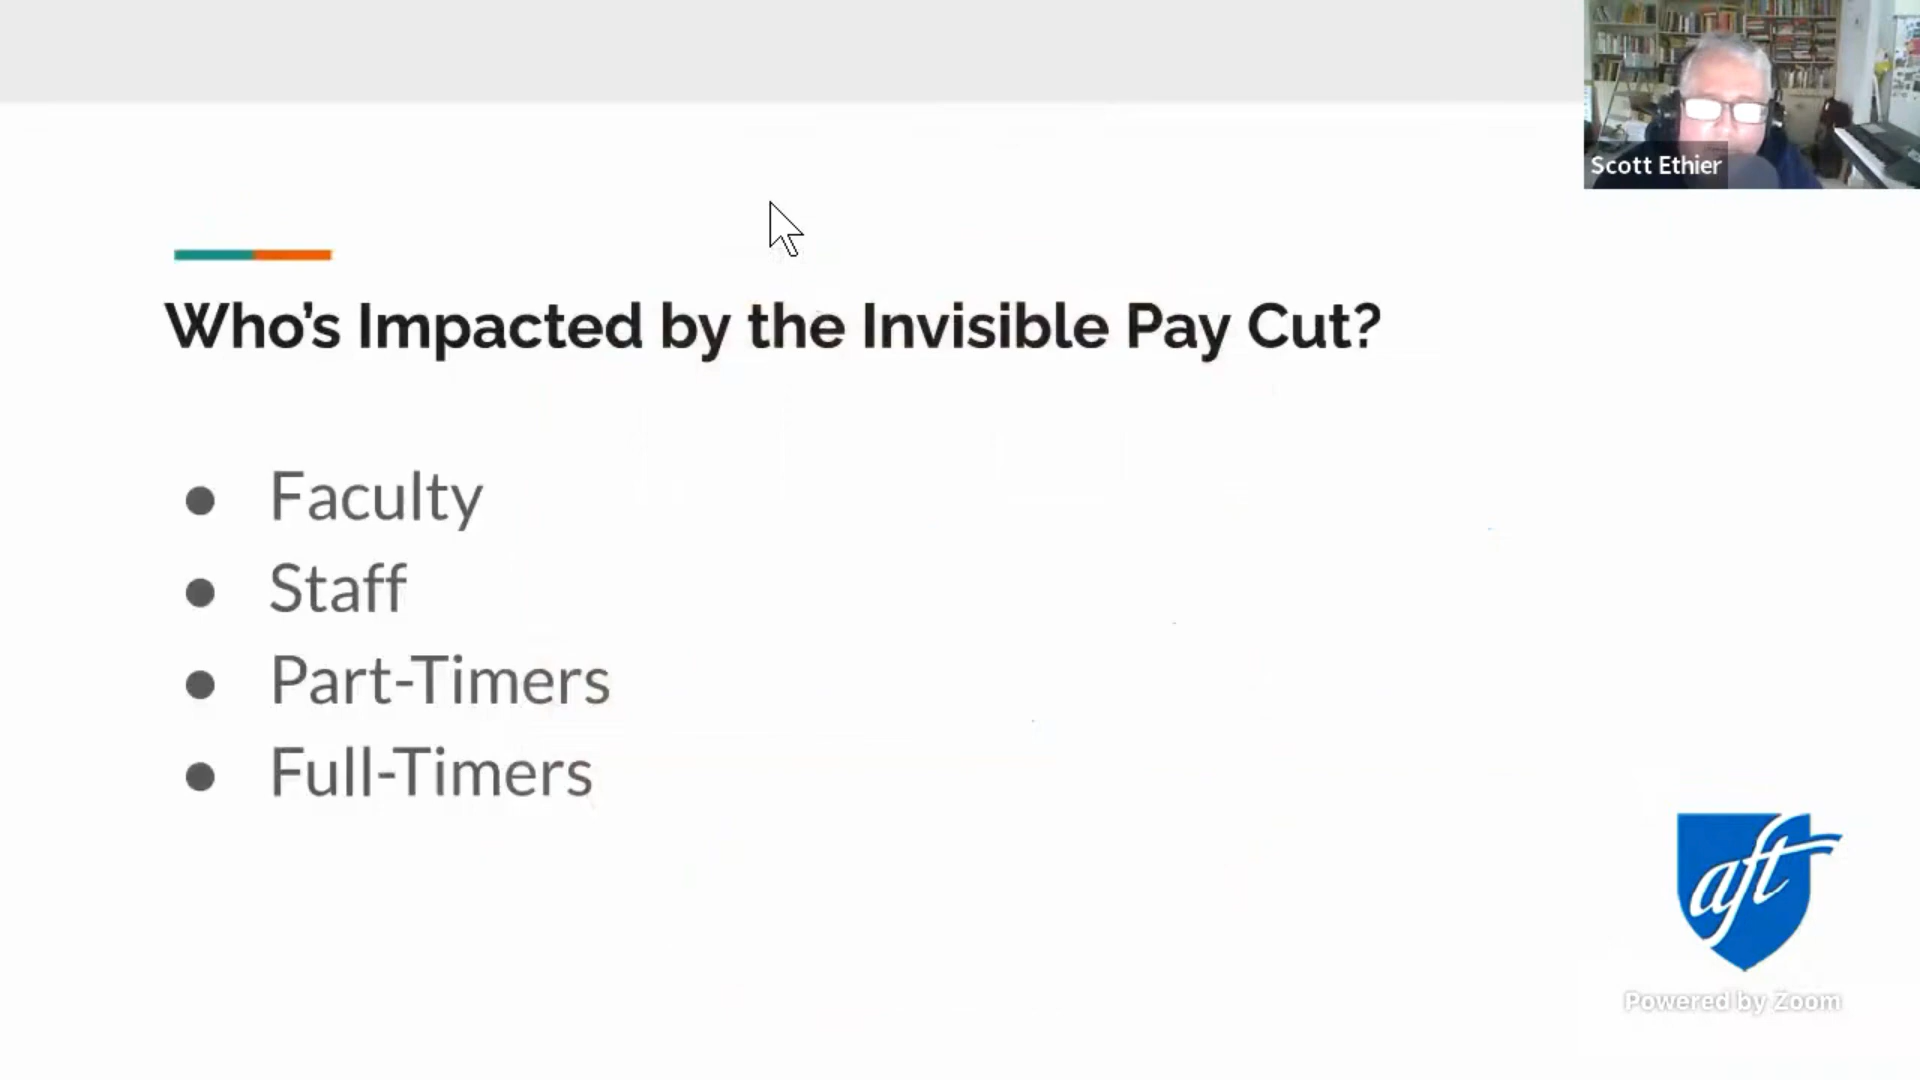 Scott Ethier
Who's Impacted by the Invisible Pay Cut?
● Faculty
● Staff
● Part-Timers
● Full-Timers
aft
Powered by Zoom